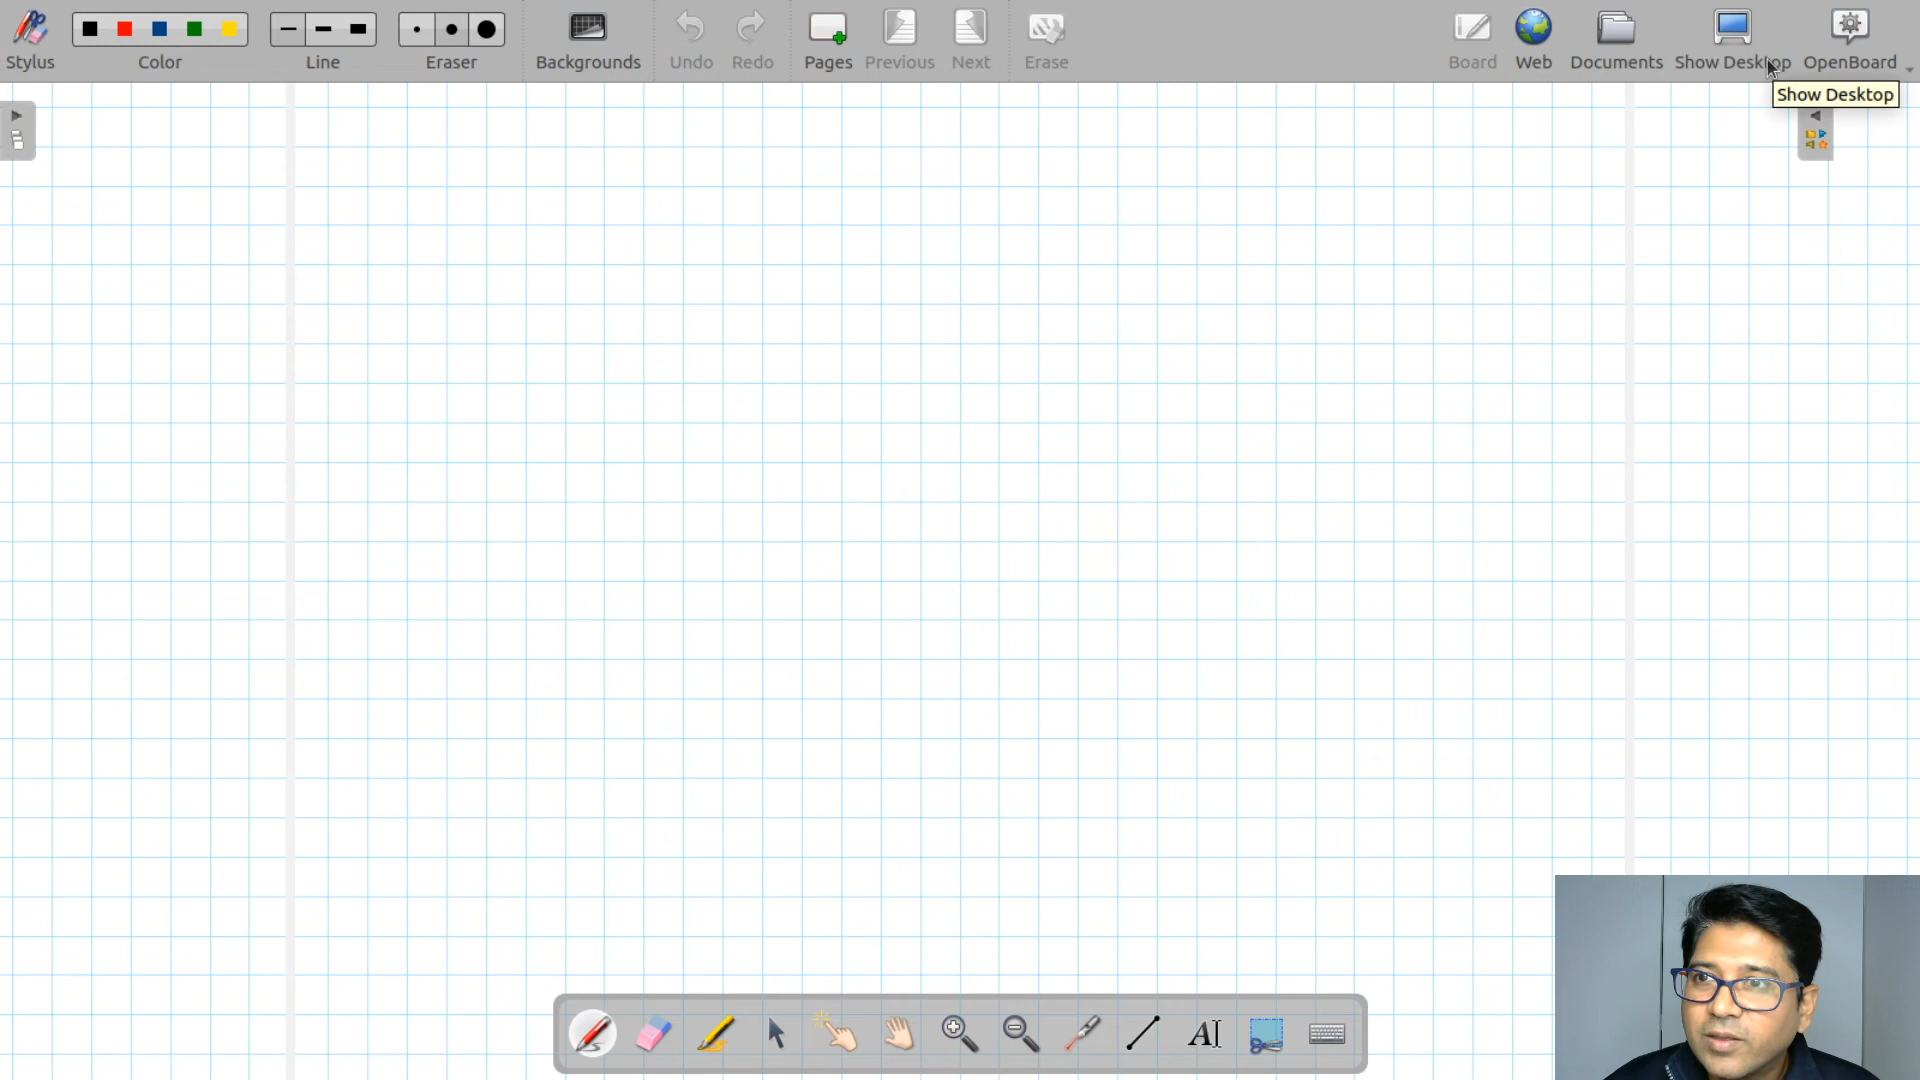 Stylus
Color
Line
Eraser
Backgrounds
Undo
Redo
Pages
Previous
Next
Erase
Board
Web
Documents
Show Desktop
OpenBoard
Show Desktop
AI